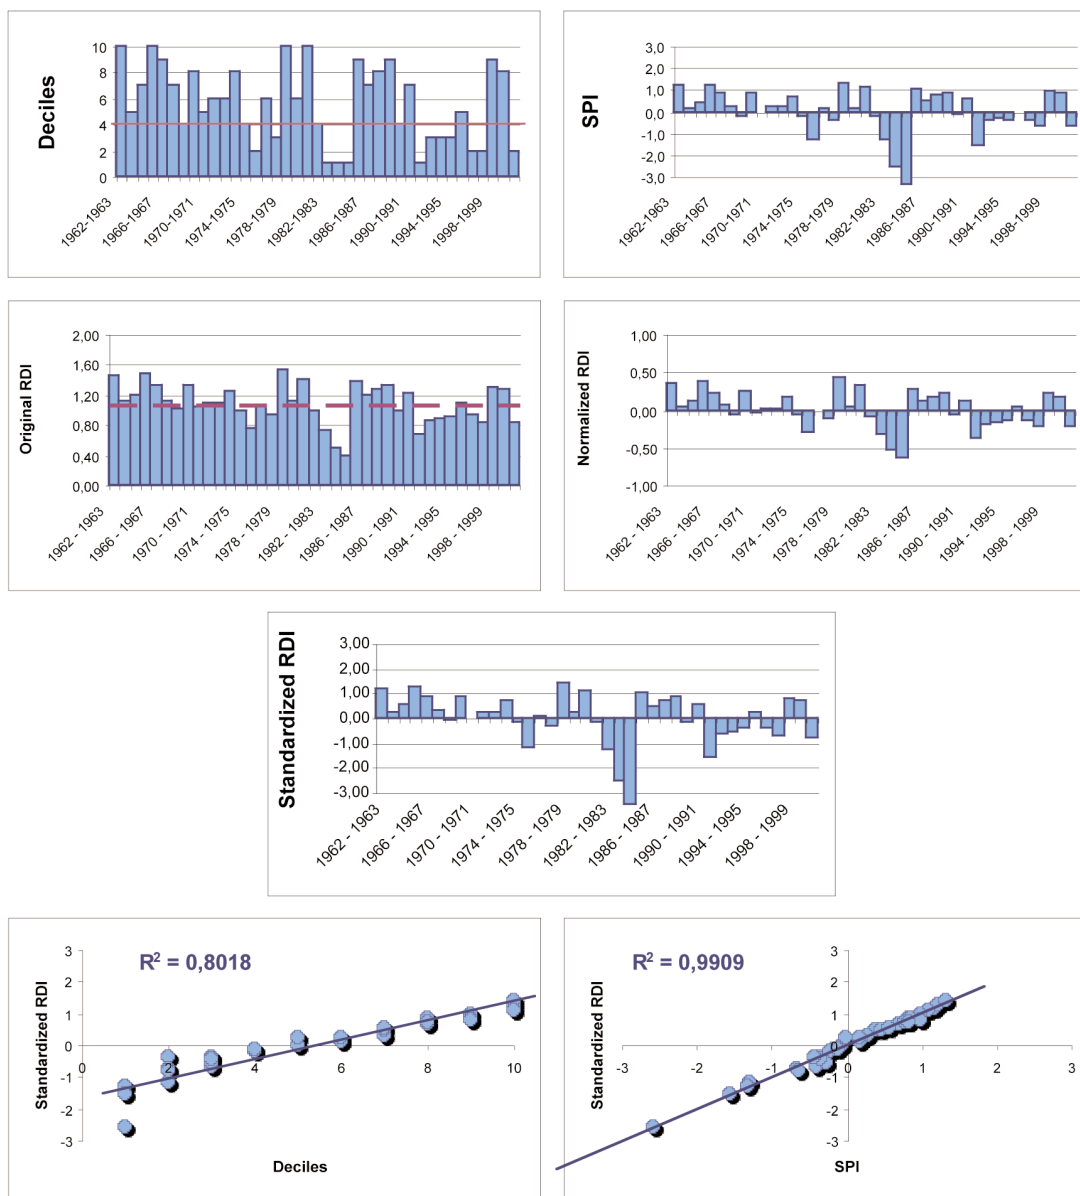 Deciles
10
8
6
4
2
0
1962-1963
1966-1967
1970-1971
1974-1975
1978-1979
1982-1983
1986-1987
1990-1991
1994-1995
1998-1999
SPI
3,0
2,0
1,0
0,0
-1,0
-2,0
-3,0
1962-1963
1966-1967
1970-1971
1974-1975
1978-1979
1982-1983
1986-1987
1990-1991
1994-1995
1998-1999
Original RDI
2,00
1,60
1,20
0,80
0,40
0,00
1962 - 1963
1966 - 1967
1970 - 1971
1974 - 1975
1978 - 1979
1982 - 1983
1986 - 1987
1990 - 1991
1994 - 1995
1998 - 1999
Normalized RDI
1,00
0,50
0,00
-0,50
-1,00
1962 - 1963
1966 - 1967
1970 - 1971
1974 - 1975
1978 - 1979
1982 - 1983
1986 - 1987
1990 - 1991
1994 - 1995
1998 - 1999
Standardized RDI
3,00
2,00
1,00
0,00
-1,00
-2,00
-3,00
1962 - 1963
1966 - 1967
1970 - 1971
1974 - 1975
1978 - 1979
1982 - 1983
1986 - 1987
1990 - 1991
1994 - 1995
1998 - 1999
R² = 0,8018
Standardized RDI
3
2
1
0
-1
-2
-3
0
2
4
6
8
10
Deciles
R² = 0,9909
Standardized RDI
3
2
1
0
-1
-2
-3
-3
-2
-1
0
1
2
3
SPI